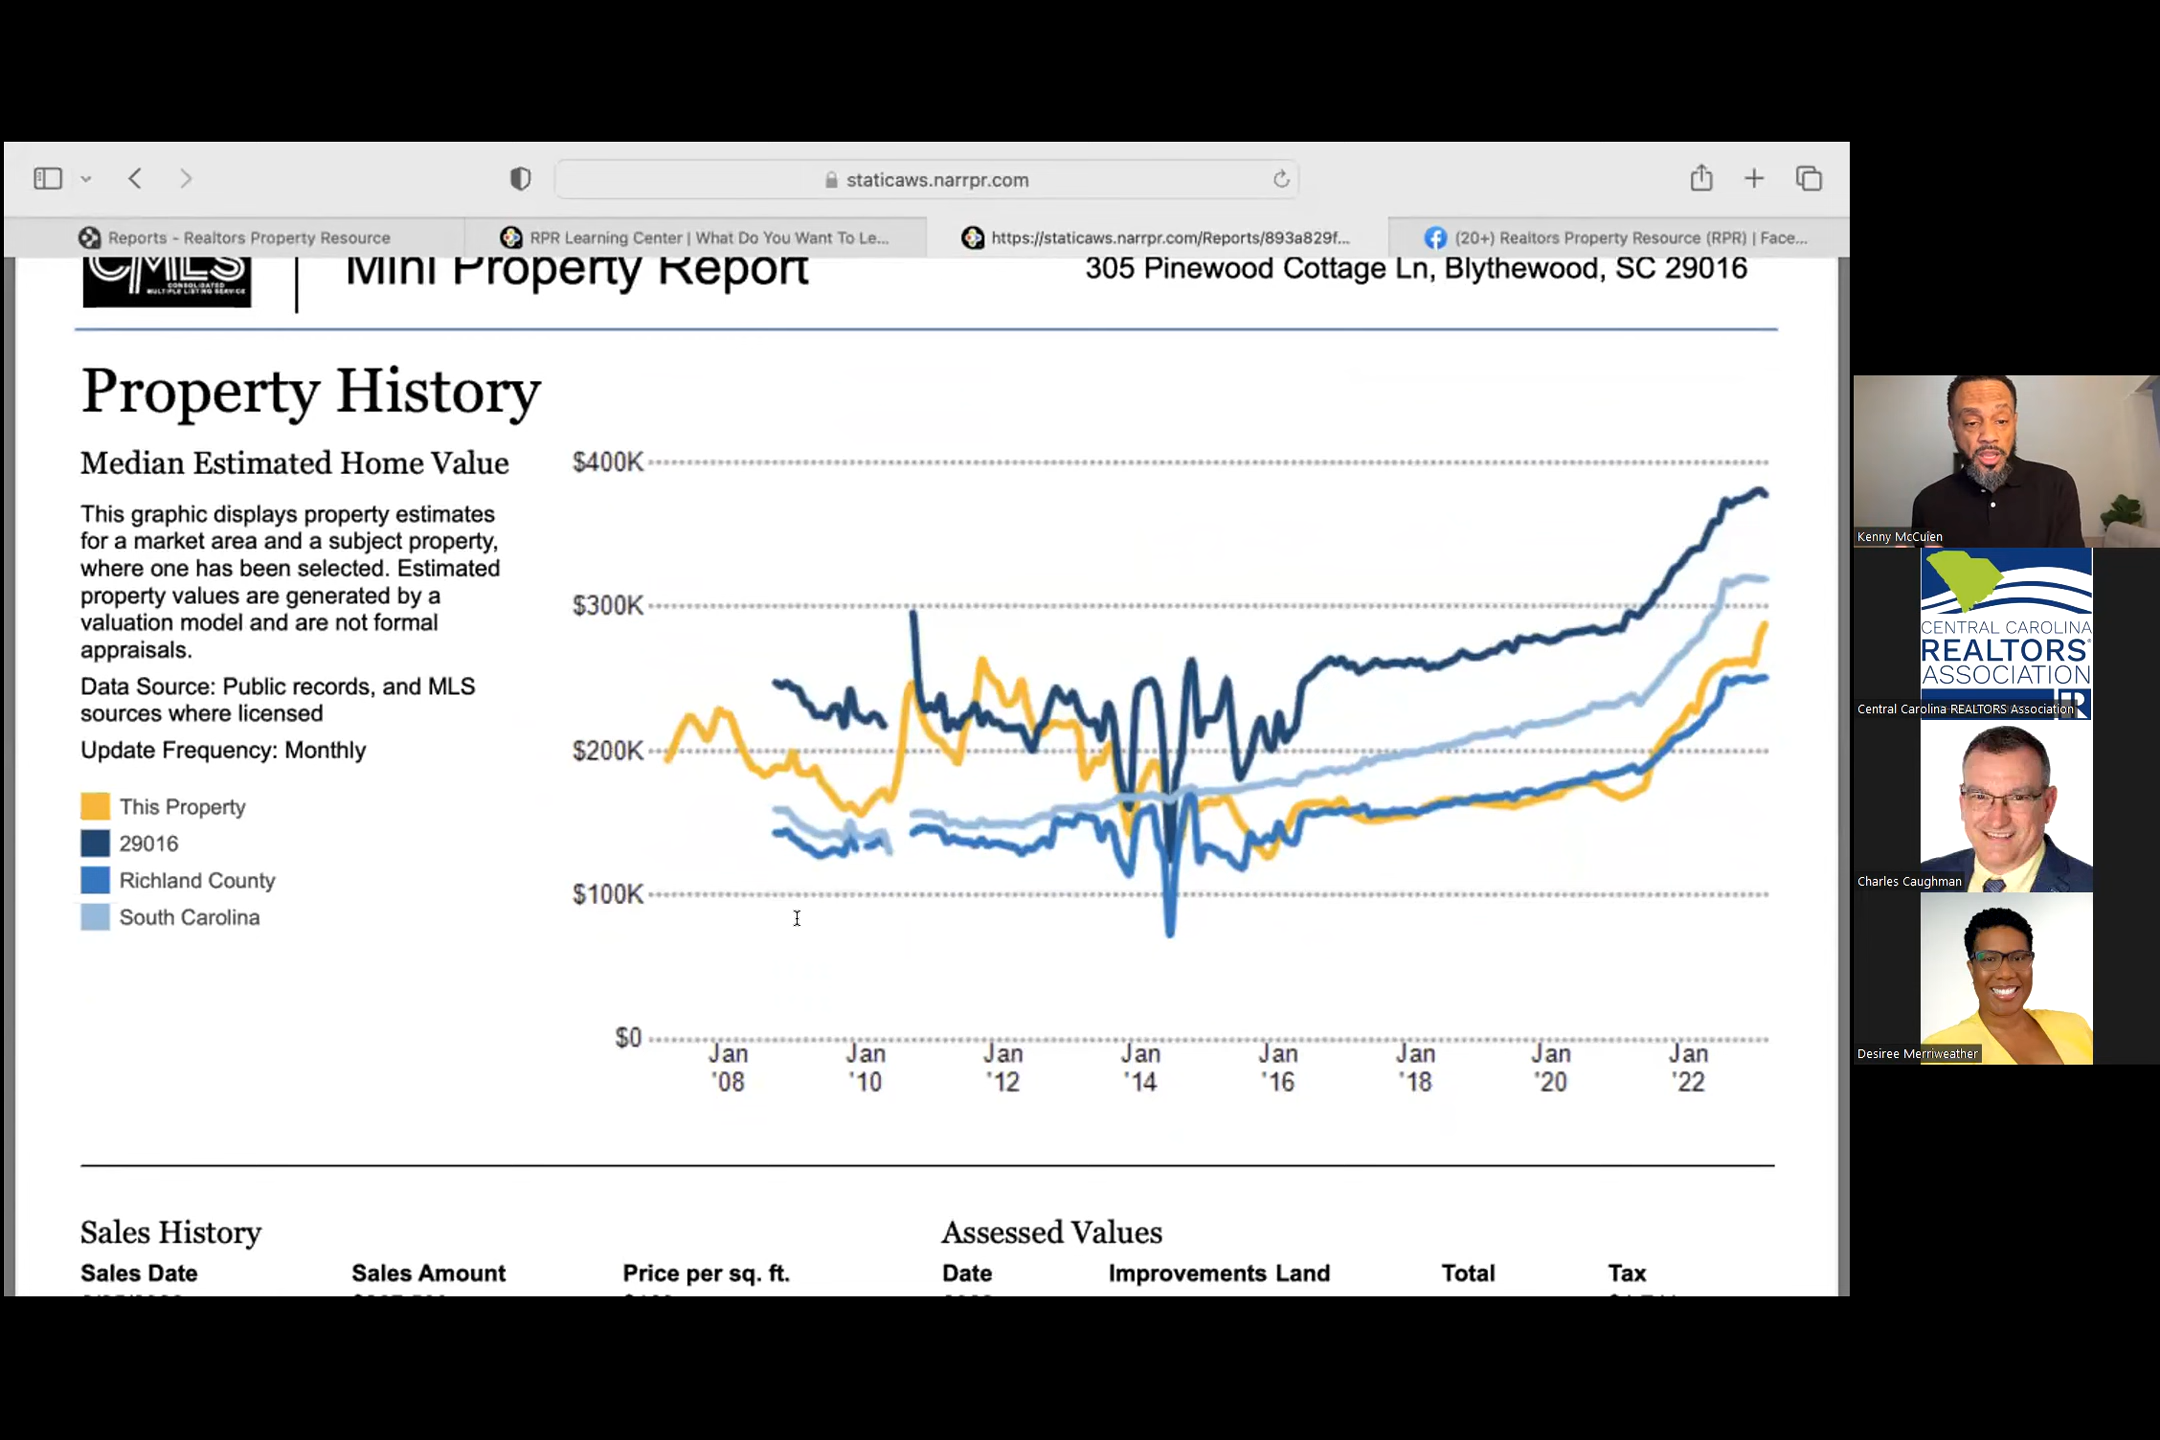 staticaws.narrpr.com
Reports - Realtors Property Resource
RPR Learning Center | What Do You Want To Le...
https://staticaws.narrpr.com/Reports/893a829f...
(20+) Realtors Property Resource (RPR) | Face...
CMLS
CONSOLIDATED
MULTIPLE LISTING SERVICE
Mini Property Report
305 Pinewood Cottage Ln, Blythewood, SC 29016
Property History
Median Estimated Home Value
This graphic displays property estimates
for a market area and a subject property,
where one has been selected. Estimated
property values are generated by a
valuation model and are not formal
appraisals.
Data Source: Public records, and MLS
sources where licensed
Update Frequency: Monthly
This Property
29016
Richland County
South Carolina
$400K
$300K
$200K
$100K
$0
Jan '08
Jan '10
Jan '12
Jan '14
Jan '16
Jan '18
Jan '20
Jan '22
Sales History
Sales Date Sales Amount Price per sq. ft.
Assessed Values
Date Improvements Land Total Tax
Kenny McCuien
CENTRAL CAROLINA
REALTORS®
ASSOCIATION
Central Carolina REALTORS Association
Charles Caughman
Desiree Merriweather